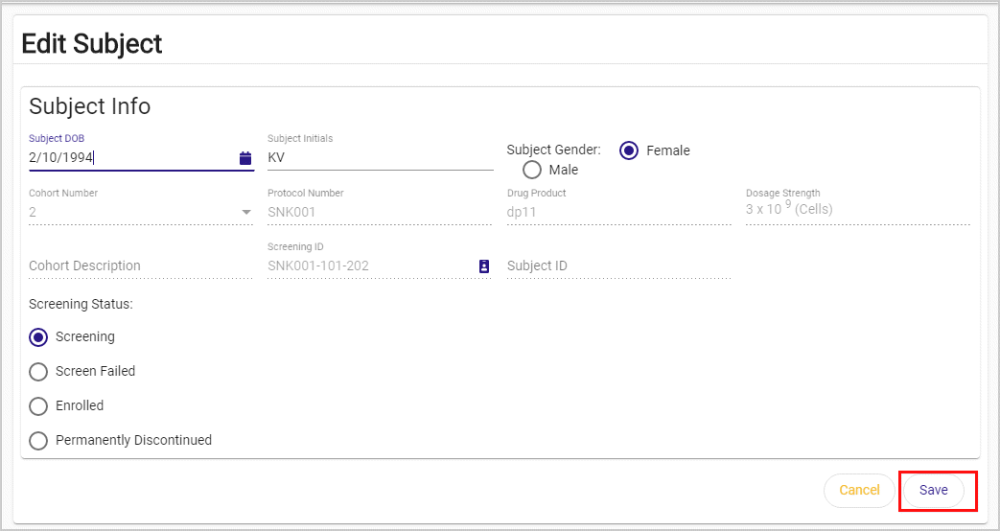 Edit Subject
Subject Info
Subject DOB
2/10/1994
Subject Initials
KV
Subject Gender:
Female
Male
Cohort Number
2
Protocol Number
SNK001
Drug Product
dp11
Dosage Strength
3 x 10 9 (Cells)
Cohort Description
Screening ID
SNK001-101-202
Subject ID
Screening Status:
Screening
Screen Failed
Enrolled
Permanently Discontinued
Cancel
Save